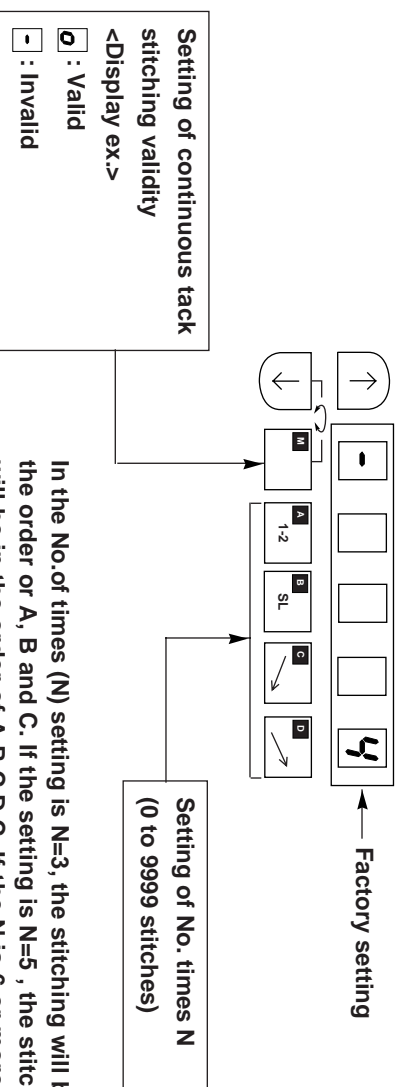 - 4
Factory setting
M A B C D
1-2 SL
Setting of continuous tack
stitching validity
<Display ex.>
o : Valid
- : Invalid
Setting of No. times N
(0 to 9999 stitches)
In the No.of times (N) setting is N=3, the stitching will
the order or A, B and C. If the setting is N=5 , the